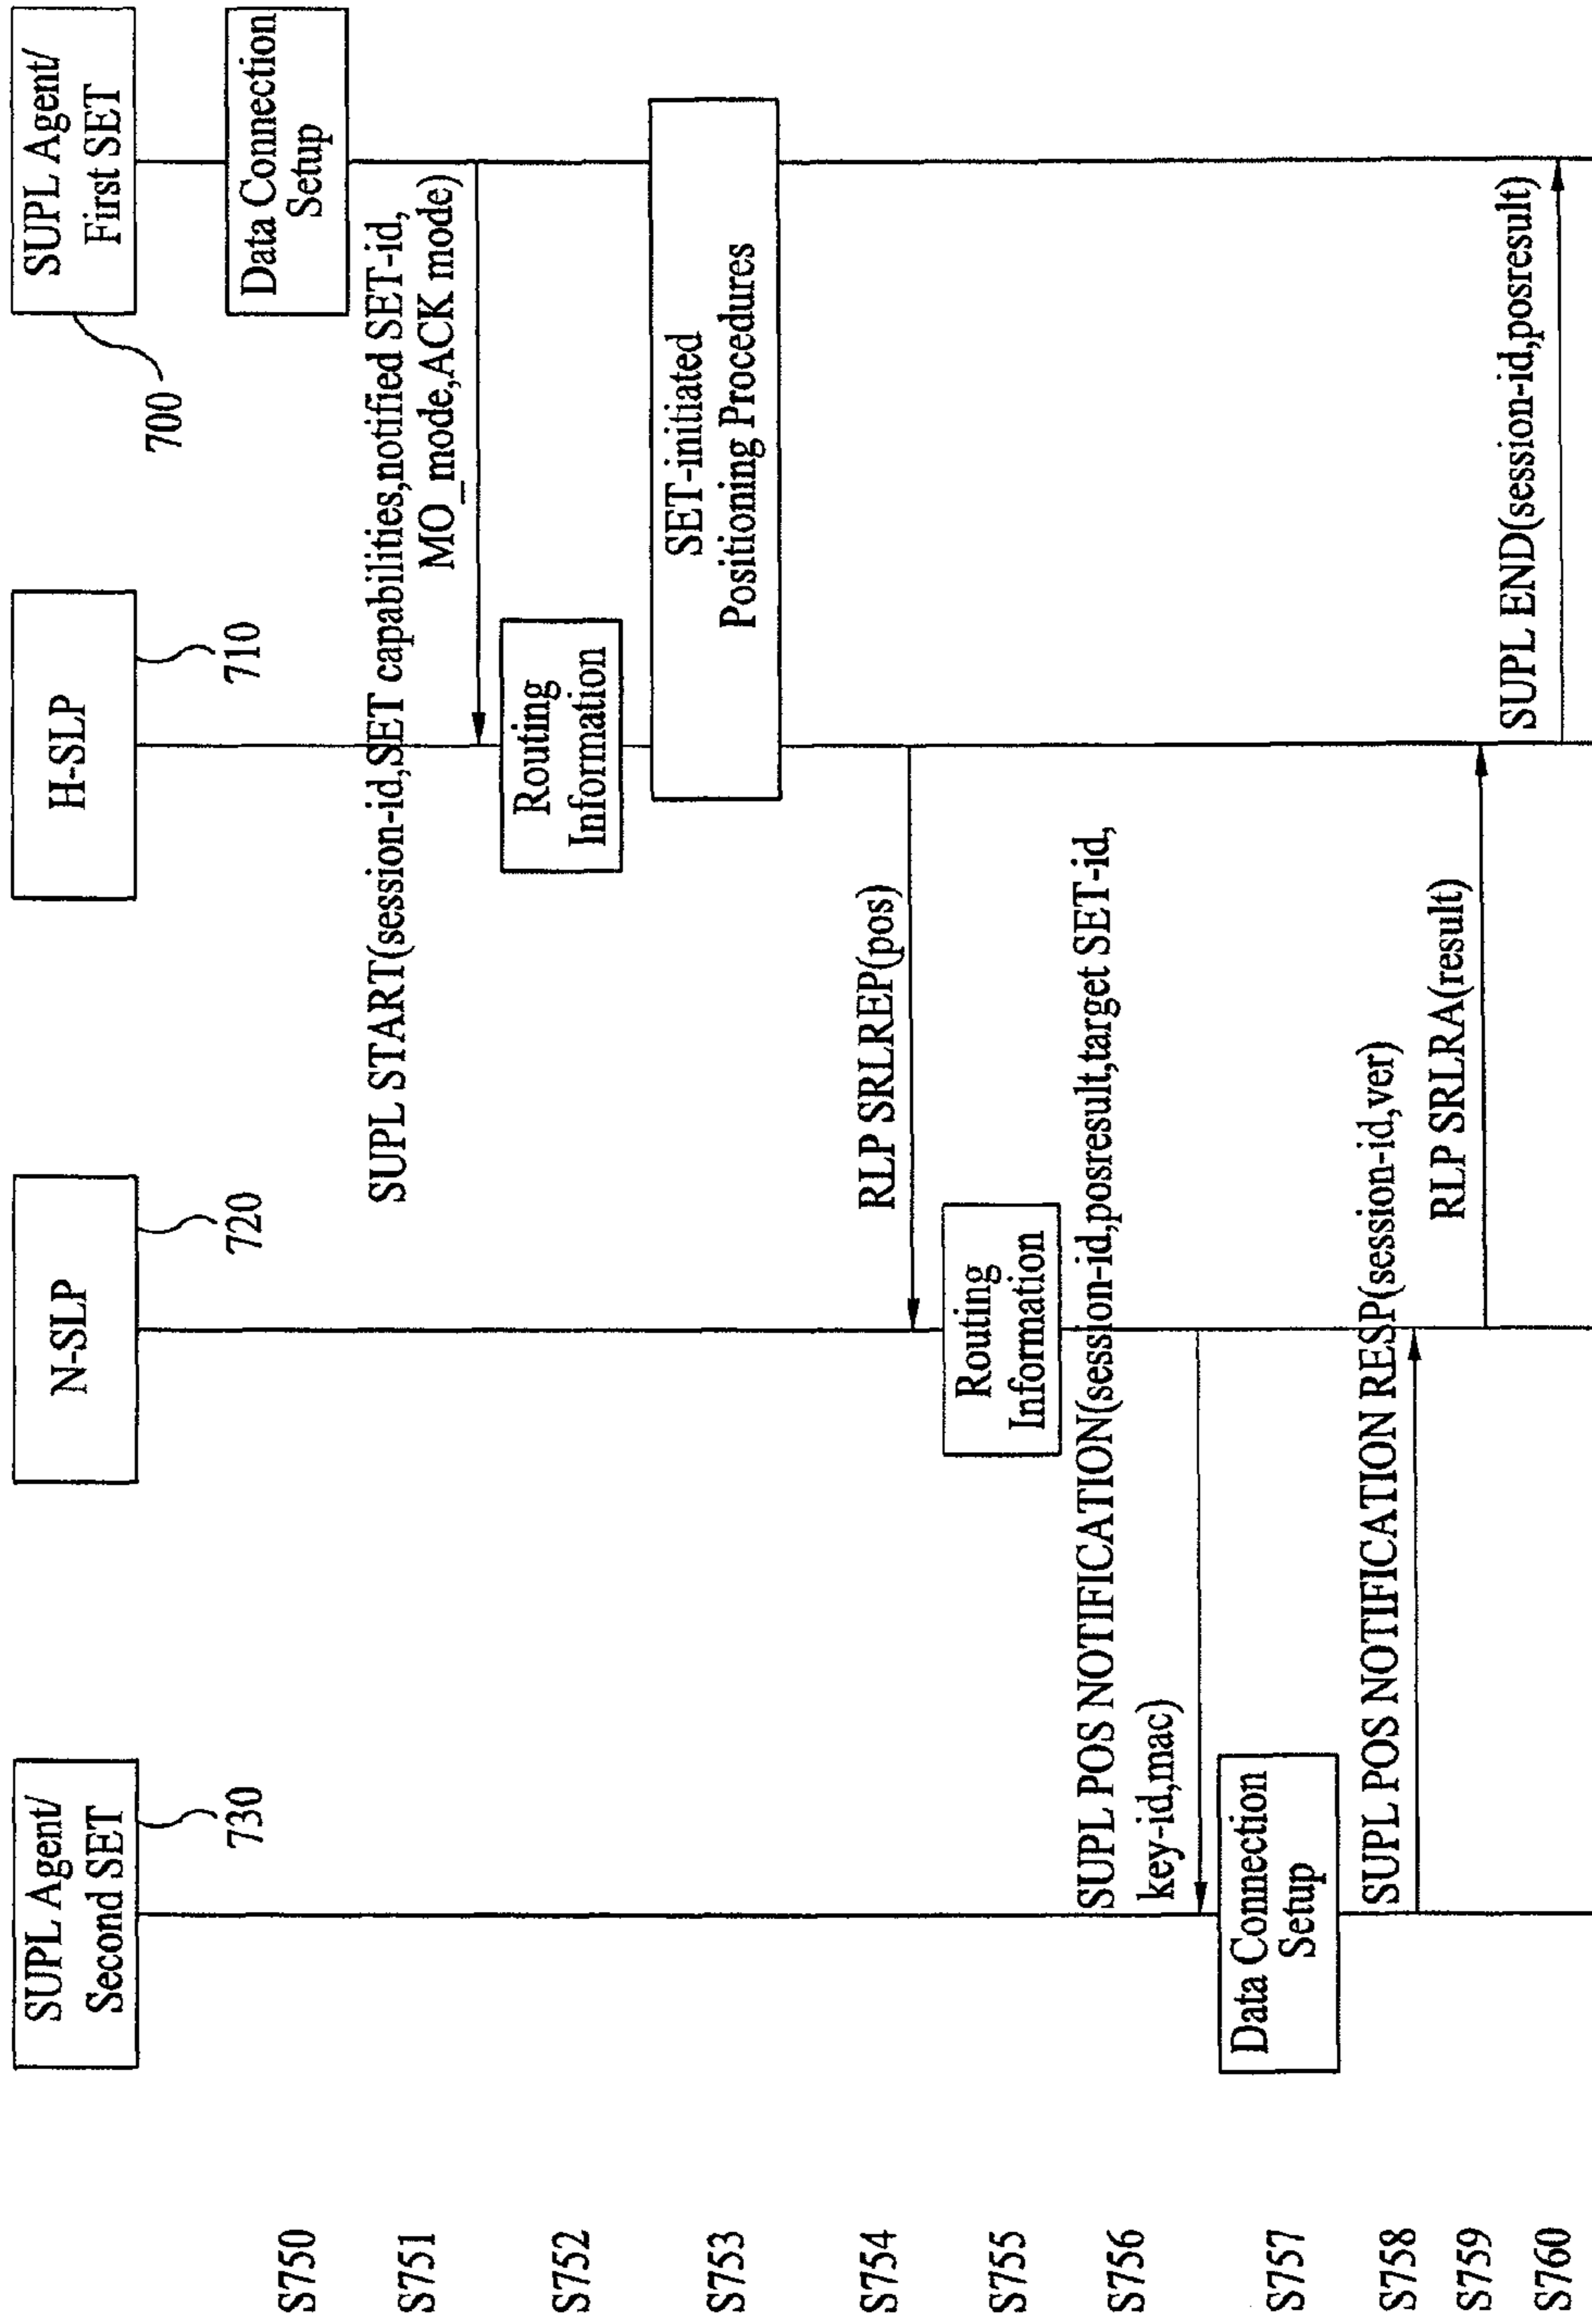 SUPL Agent/
Second SET
730
N-SLP
720
H-SLP
710
SUPL Agent/
First SET
700
S750
Data Connection
Setup
S751
SUPL START(session-id,SET capabilities,notified SET-id,
MO_mode,ACK mode)
S752
Routing
Information
S753
SET-initiated
Positioning Procedures
S754
RLP SRLREP(pos)
S755
Routing
Information
S756
SUPL POS NOTIFICATION(session-id,posresult,target SET-id,
key-id,mac)
S757
Data Connection
Setup
S758
SUPL POS NOTIFICATION RESP(session-id,ver)
S759
RLP SRLRA(result)
S760
SUPL END(session-id,posresult)